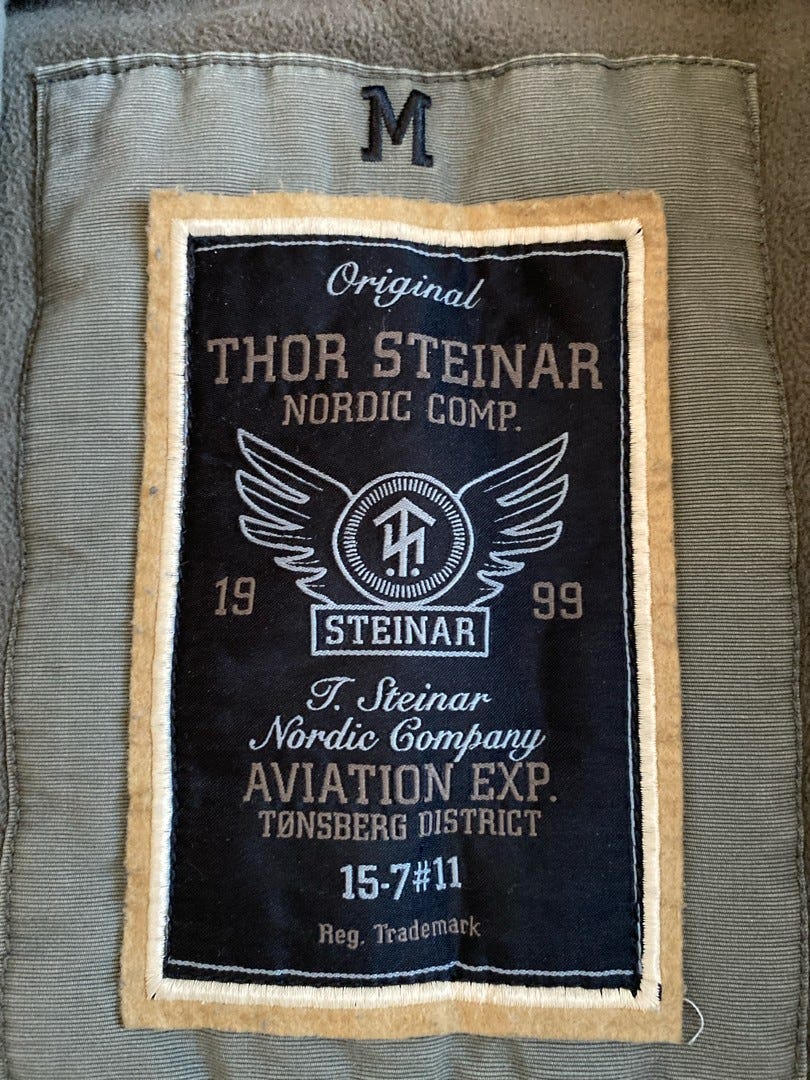 M
Original
THOR STEINAR
NORDIC COMP.
19 99
STEINAR
T. Steinar
Nordic Company
AVIATION EXP.
TØNSBERG DISTRICT
15-7#11
Reg. Trademark